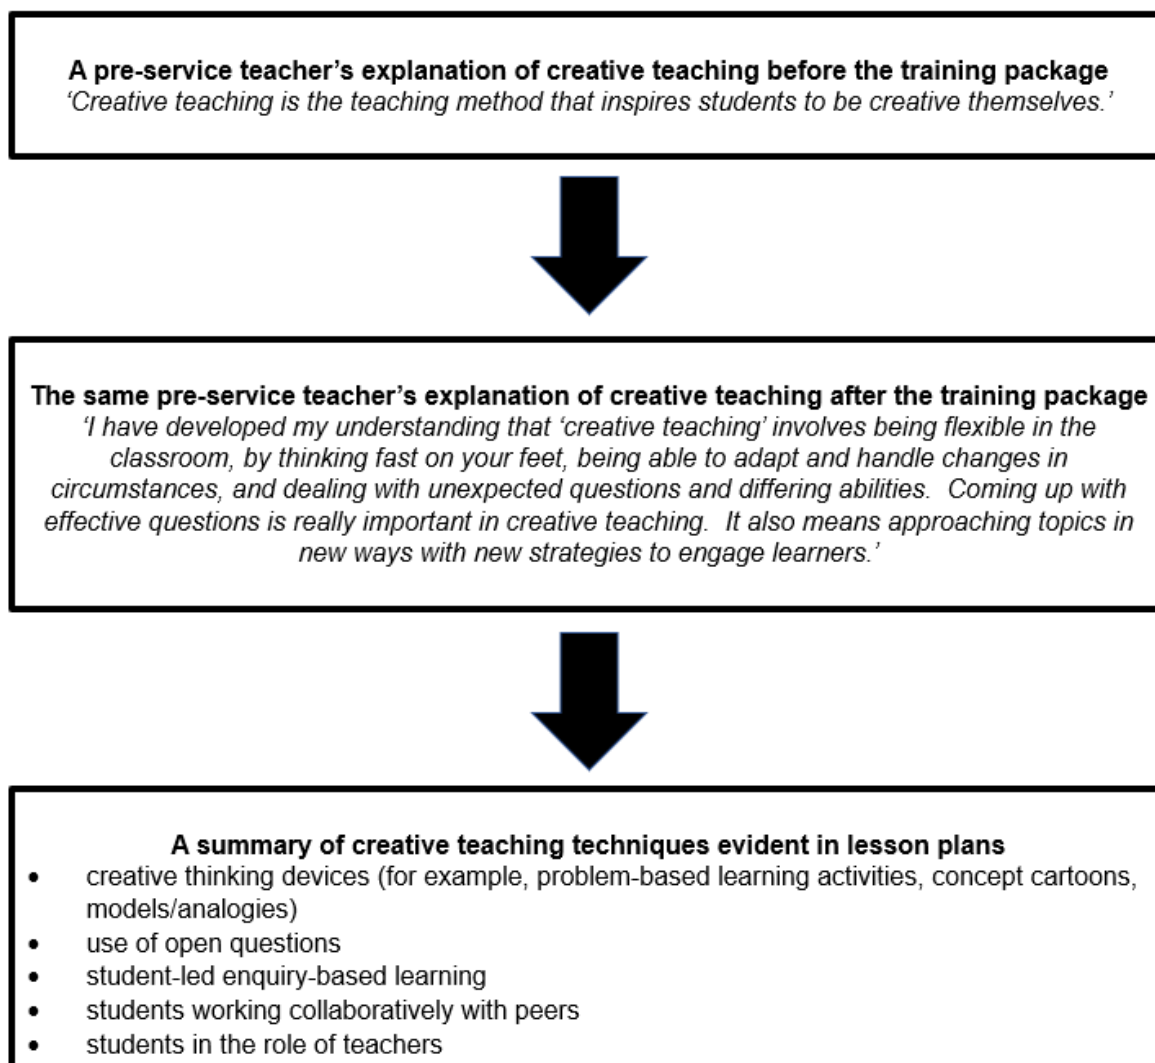 A pre-service teacher’s explanation of creative teaching before the training package
‘Creative teaching is the teaching method that inspires students to be creative themselves.’
The same pre-service teacher’s explanation of creative teaching after the training package
‘I have developed my understanding that ‘creative teaching’ involves being flexible in the
classroom, by thinking fast on your feet, being able to adapt and handle changes in
circumstances, and dealing with unexpected questions and differing abilities.  Coming up with
effective questions is really important in creative teaching.  It also means approaching topics in
new ways with new strategies to engage learners.’
A summary of creative teaching techniques evident in lesson plans
• creative thinking devices (for example, problem-based learning activities, concept cartoons,
models/analogies)
• use of open questions
• student-led enquiry-based learning
• students working collaboratively with peers
• students in the role of teachers